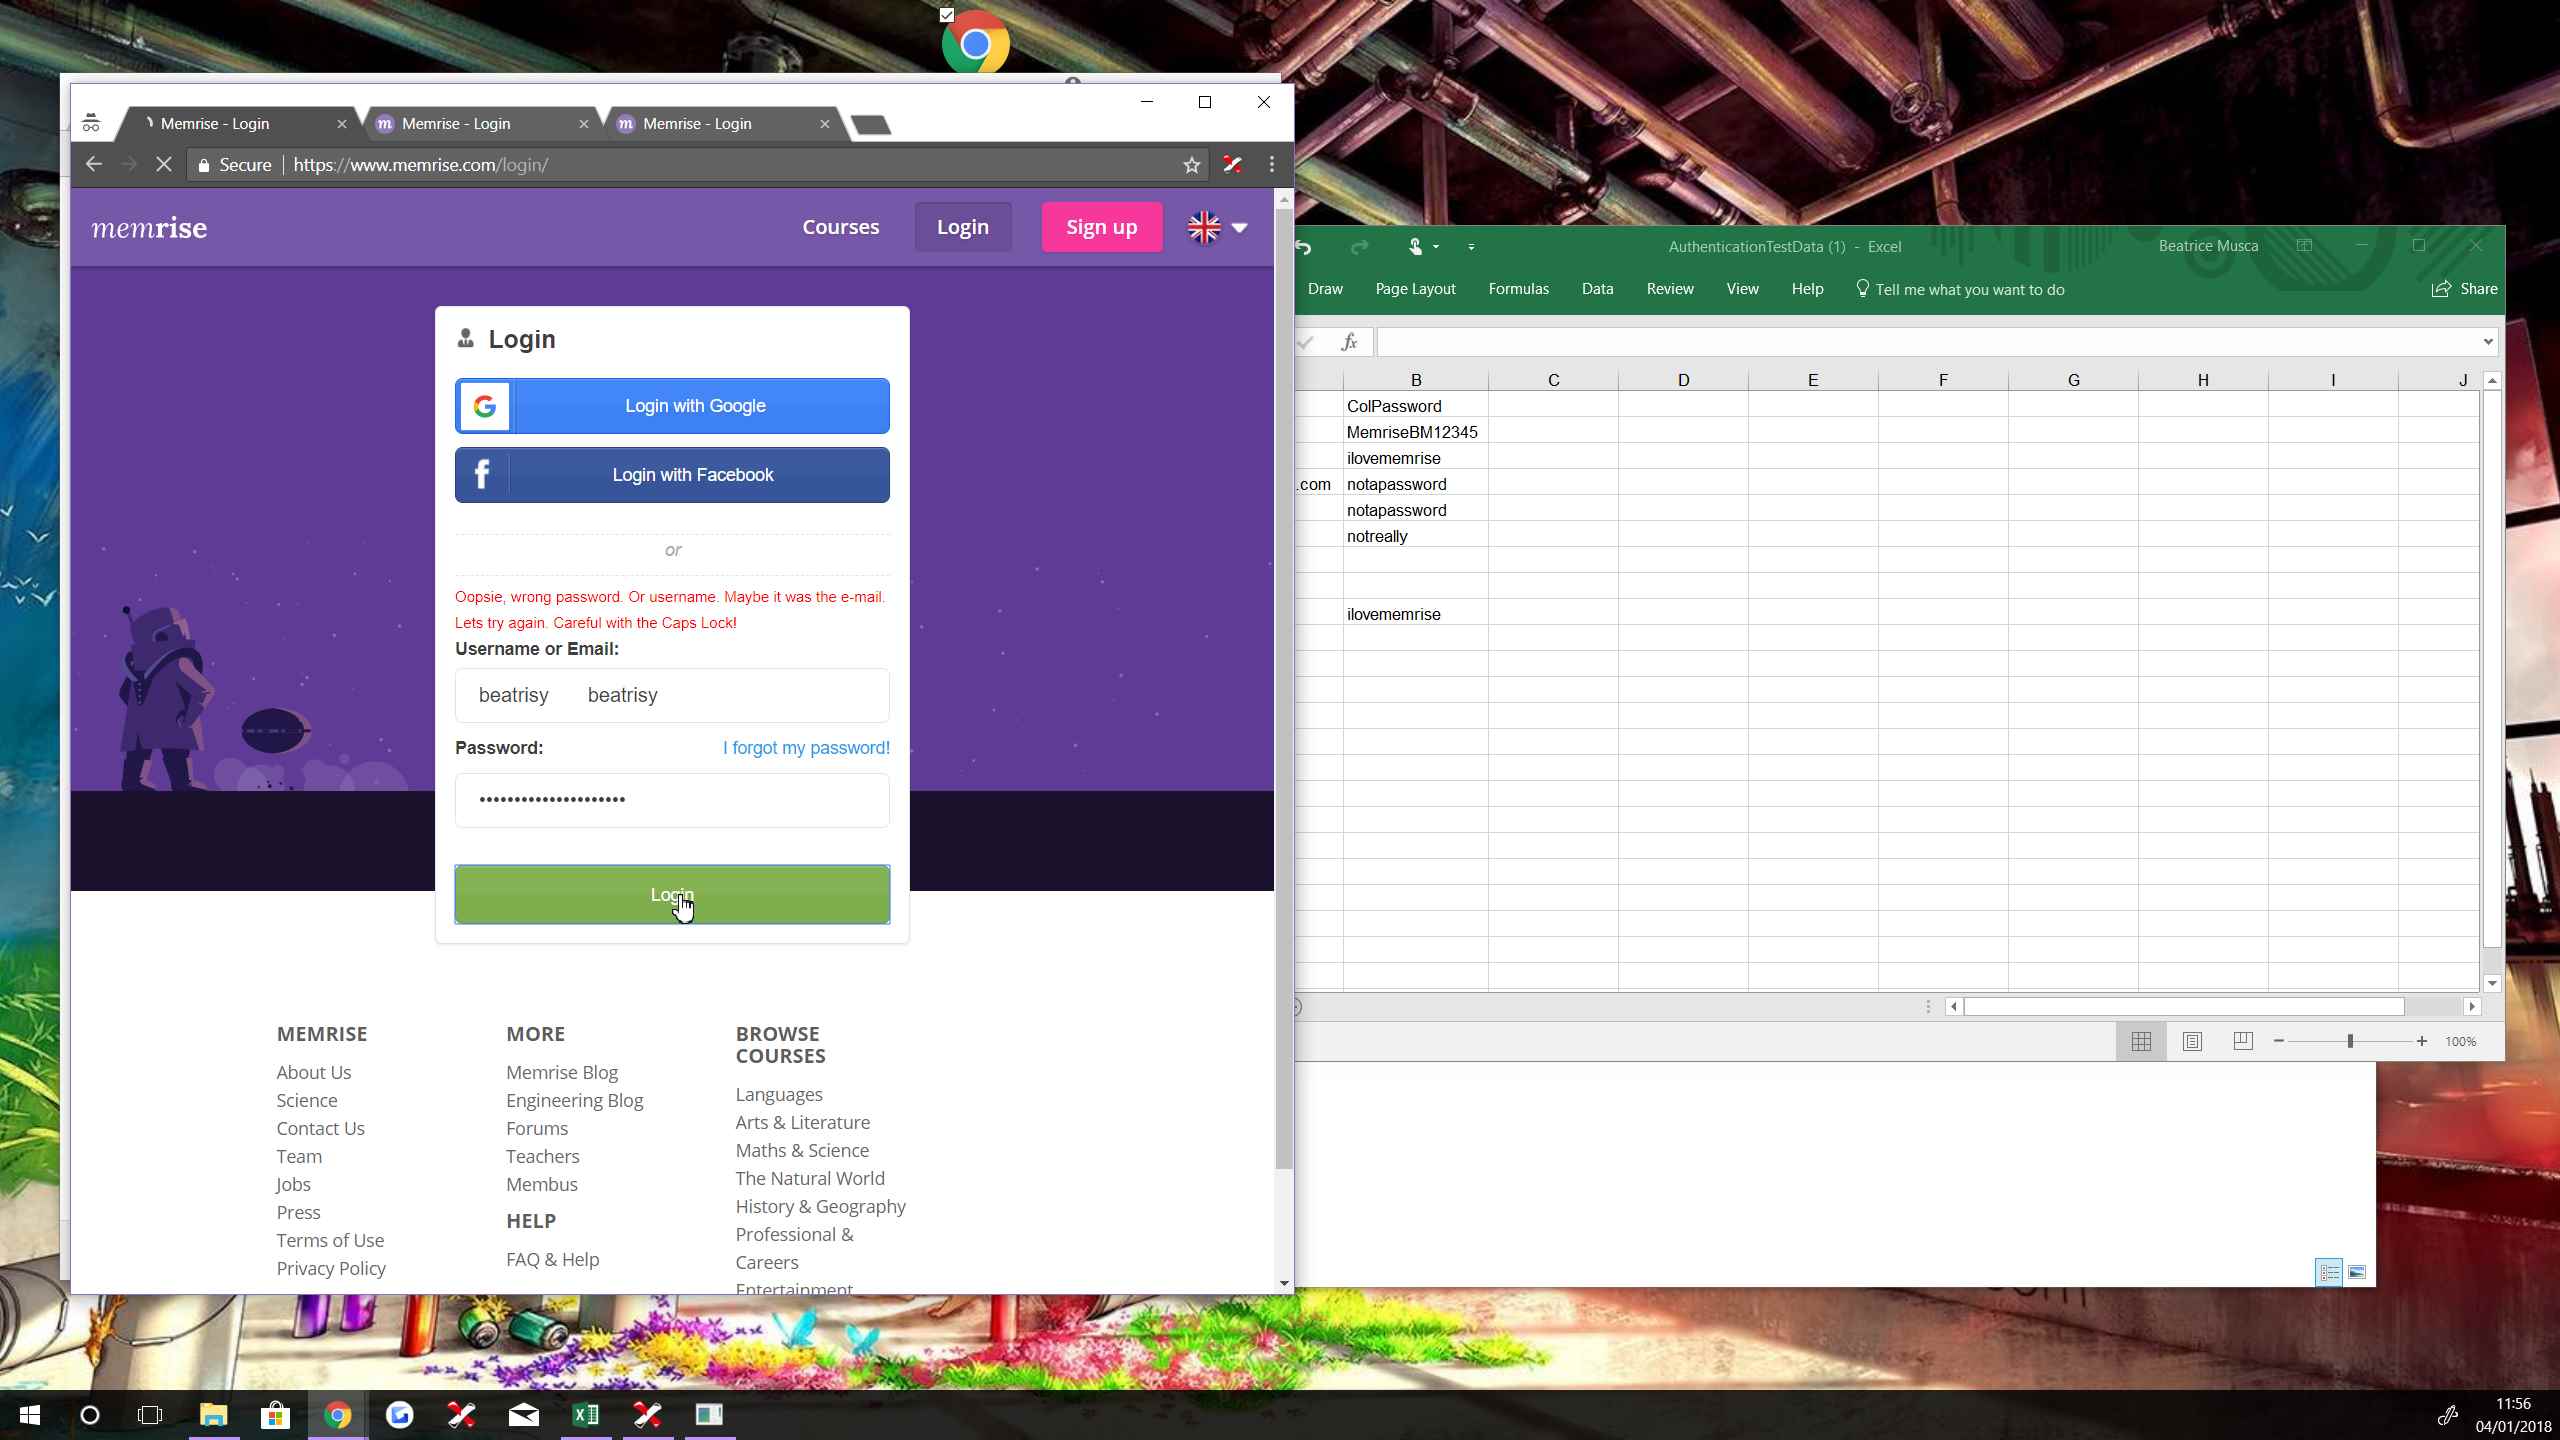 Memrise - Login
Memrise - Login
Memrise - Login
Secure
https://www.memrise.com/login/
memrise
Courses
Login
Sign up
Login
Login with Google
Login with Facebook
or
Oopsie, wrong password. Or username. Maybe it was the e-mail.
Lets try again. Careful with the Caps Lock!
Username or Email:
beatrisy beatrisy
Password:
I forgot my password!
•••••••••••••••••••••
Login
MEMRISE
About Us
Science
Contact Us
Team
Jobs
Press
Terms of Use
Privacy Policy
MORE
Memrise Blog
Engineering Blog
Forums
Teachers
Membus
HELP
FAQ & Help
BROWSE
COURSES
Languages
Arts & Literature
Maths & Science
The Natural World
History & Geography
Professional &
Careers
Entertainment
AuthenticationTestData (1) - Excel
Beatrice Musca
Draw
Page Layout
Formulas
Data
Review
View
Help
Tell me what you want to do
Share
fx
B C D E F G H I J
ColPassword
MemriseBM12345
ilovememrise
.com notapassword
notapassword
notreally
ilovememrise
100%
11:56
04/01/2018